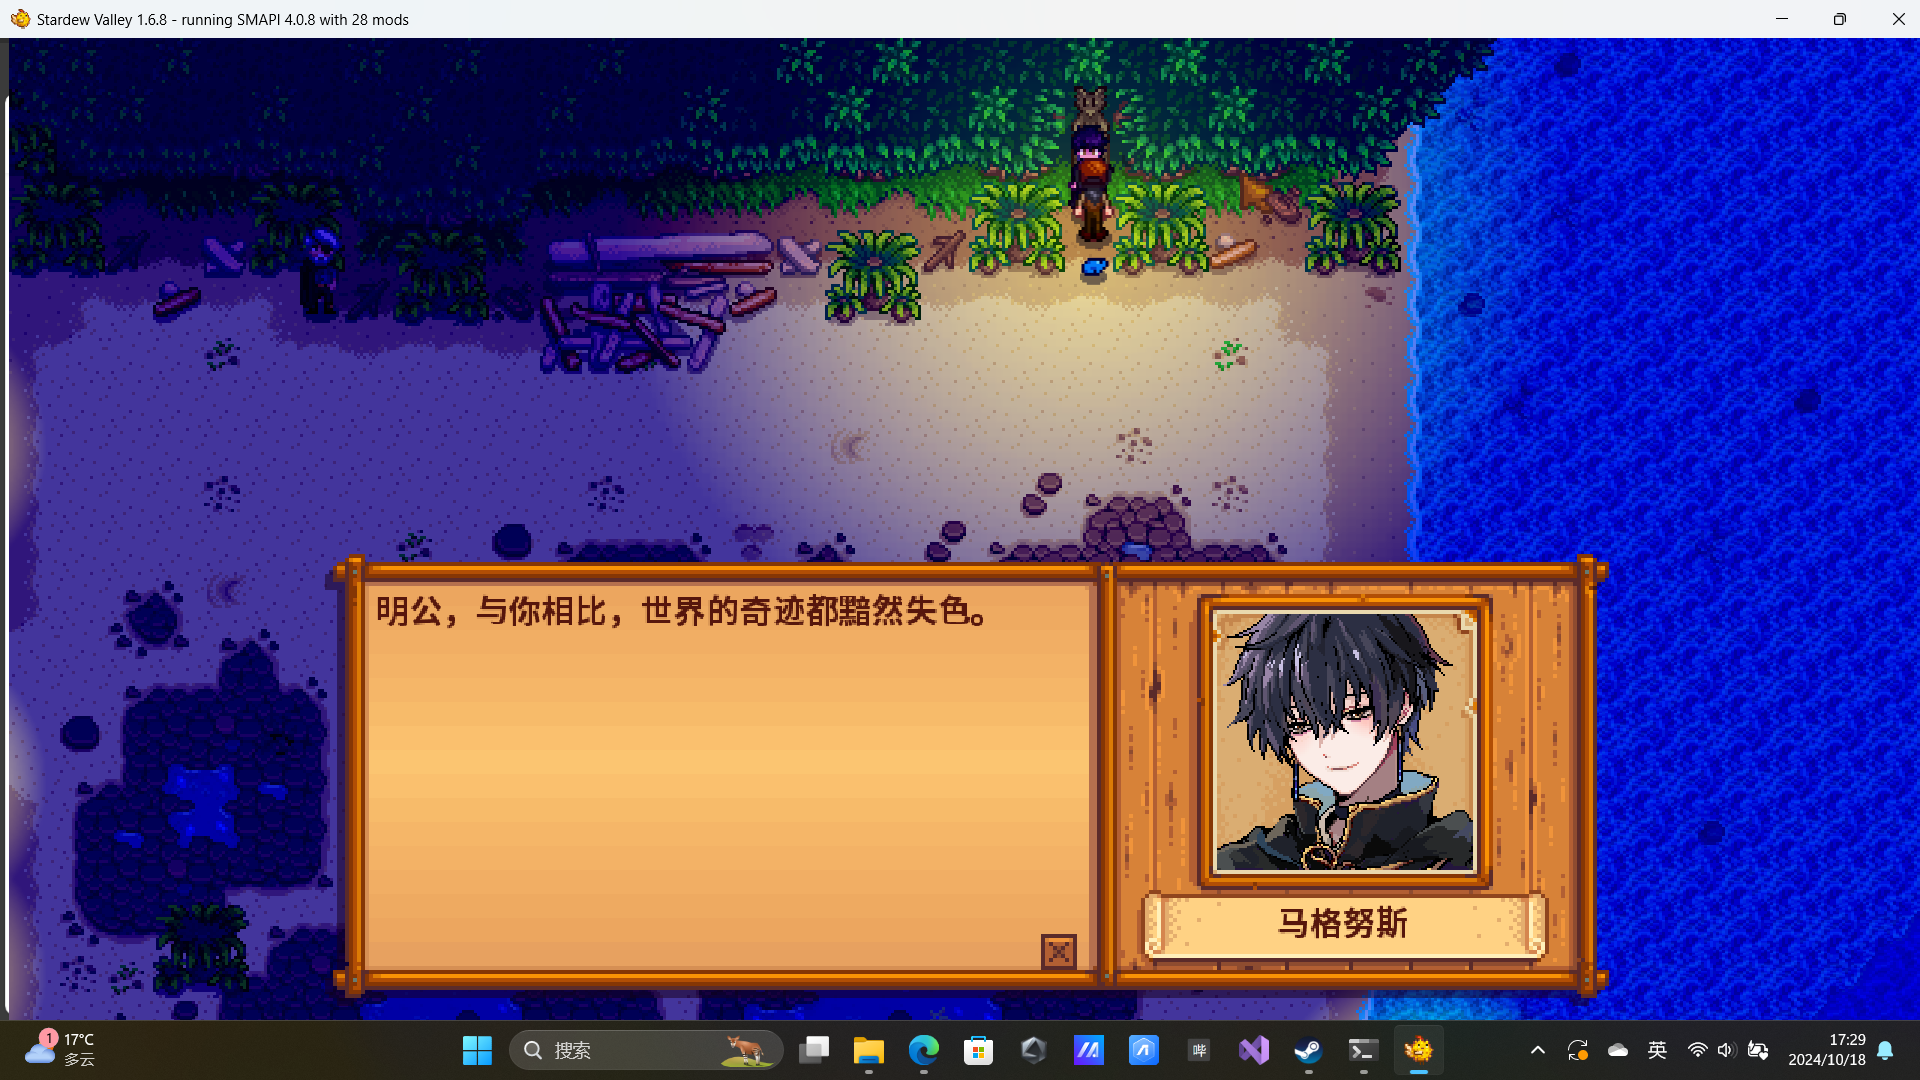 Stardew Valley 1.6.8 - running SMAPI 4.0.8 with 28 mods
明公，与你相比，世界的奇迹都黯然失色。
马格努斯
1
17°C
多云
搜索
哔
英
17:29
2024/10/18